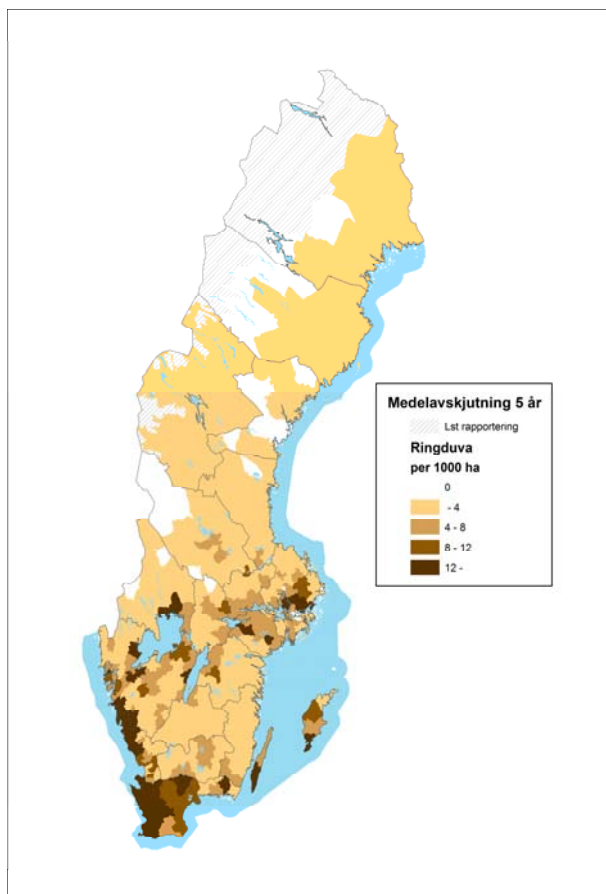 Medelavskjutning 5 år
Lst rapportering
Ringduva
per 1000 ha
0
- 4
4 - 8
8 - 12
12 -